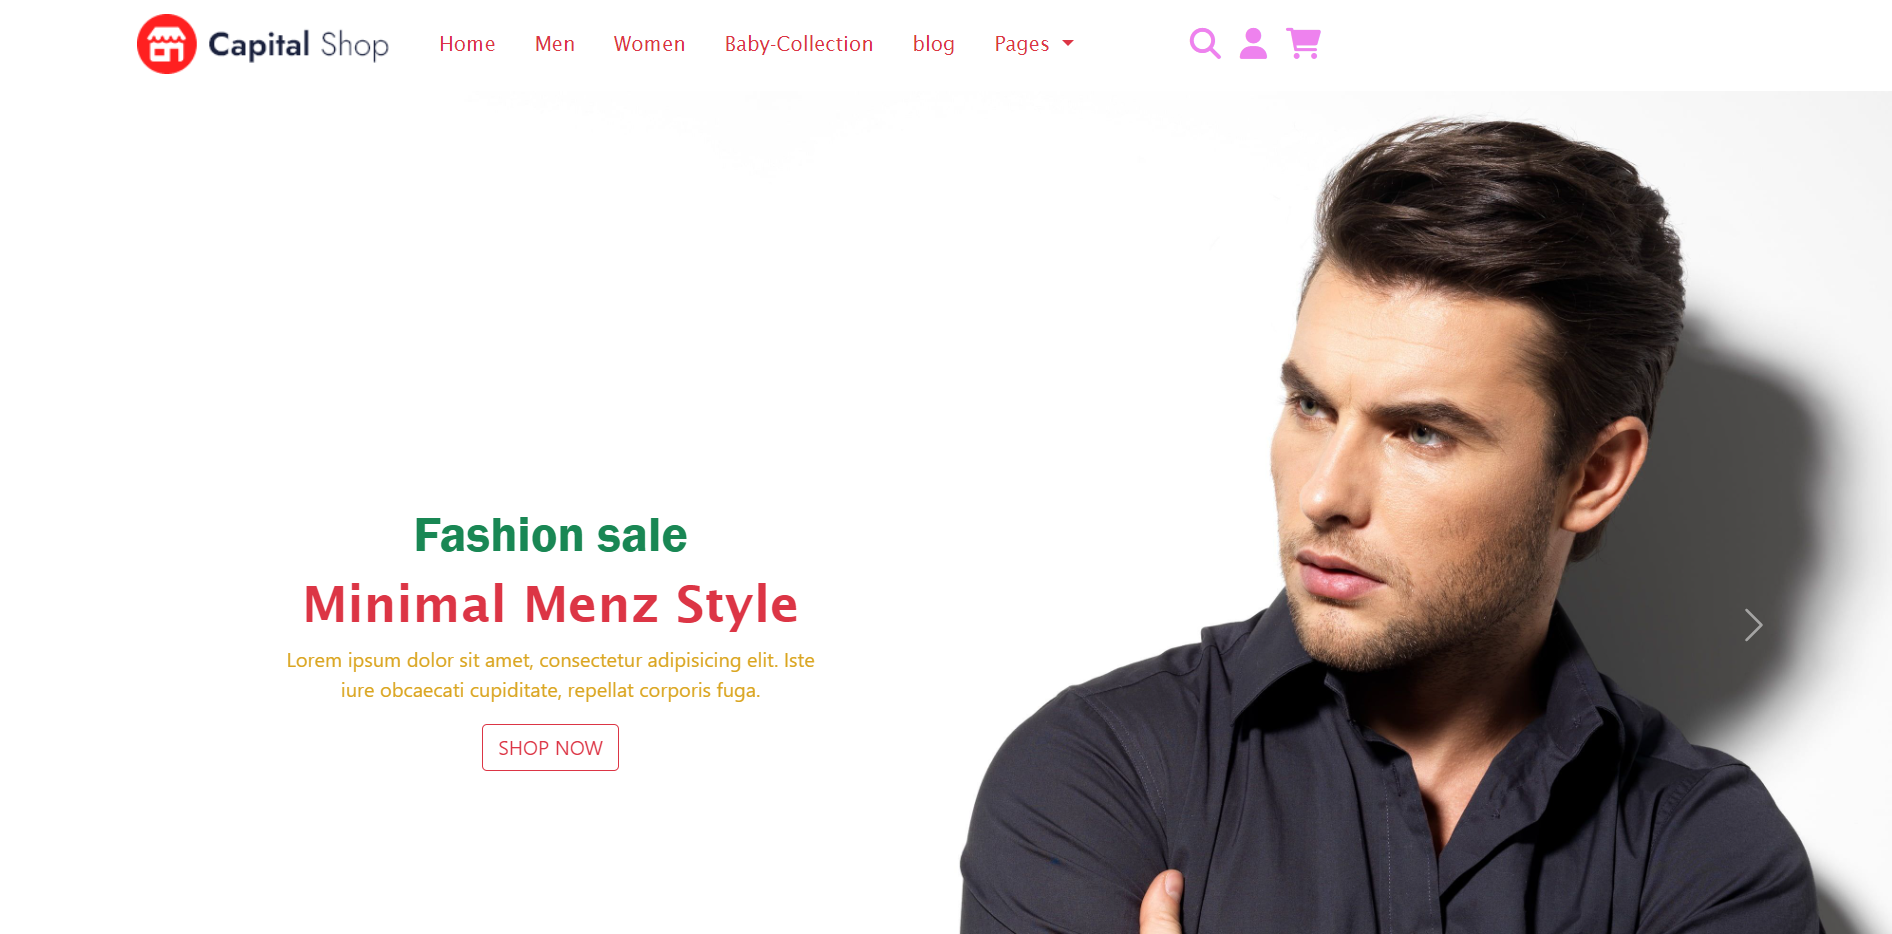 Capital Shop
Home Men Women Baby-Collection blog Pages
Fashion sale
Minimal Menz Style
Lorem ipsum dolor sit amet, consectetur adipisicing elit. Iste
iure obcaecati cupiditate, repellat corporis fuga.
SHOP NOW